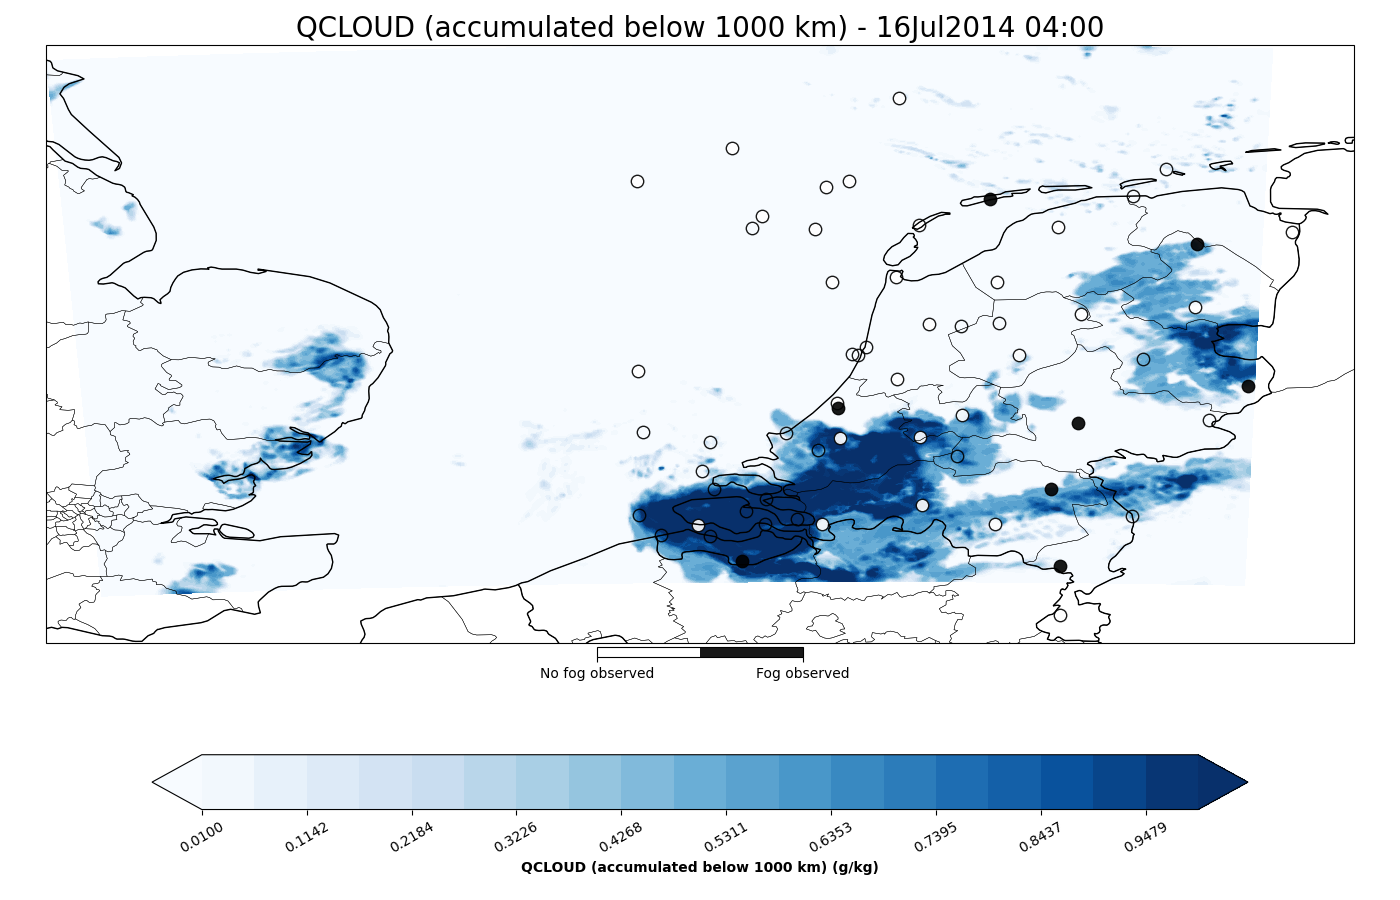 QCLOUD (accumulated below 1000 km) - 16Jul2014 04:00
No fog observed
Fog observed
0.0100
0.1142
0.2184
0.3226
0.4268
0.5311
0.6353
0.7395
0.8437
0.9479
QCLOUD (accumulated below 1000 km) (g/kg)